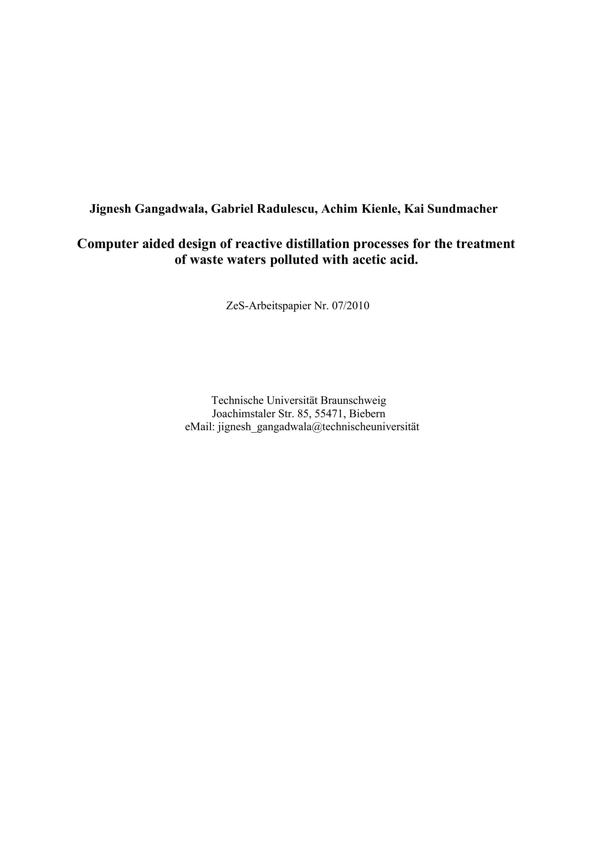 Jignesh Gangadwala, Gabriel Radulescu, Achim Kienle, Kai Sundmacher
Computer aided design of reactive distillation processes for the treatment
of waste waters polluted with acetic acid.
ZeS-Arbeitspapier Nr. 07/2010
Technische Universität Braunschweig
Joachimstaler Str. 85, 55471, Biebern
eMail: jignesh_gangadwala@technischeuniversität